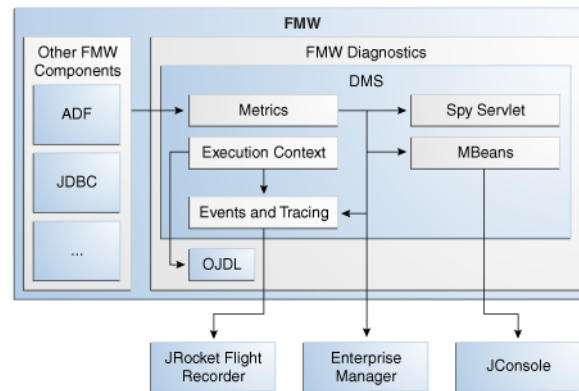 FMW
Other FMW
Components
ADF
JDBC
...
FMW Diagnostics
DMS
Metrics
Spy Servlet
Execution Context
MBeans
Events and Tracing
OJDL
JRocket Flight
Recorder
Enterprise
Manager
JConsole